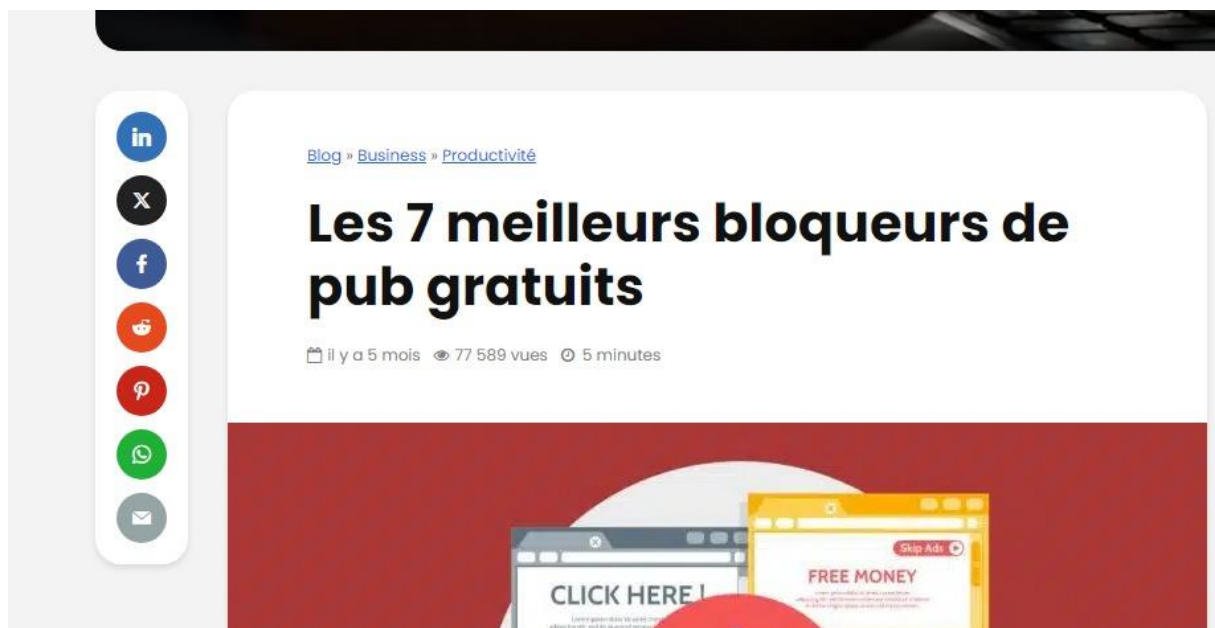 in
X
f
Blog » Business » Productivité
Les 7 meilleurs bloqueurs de
pub gratuits
il y a 5 mois 77 589 vues 5 minutes
Skip Ads
CLICK HERE !
FREE MONEY